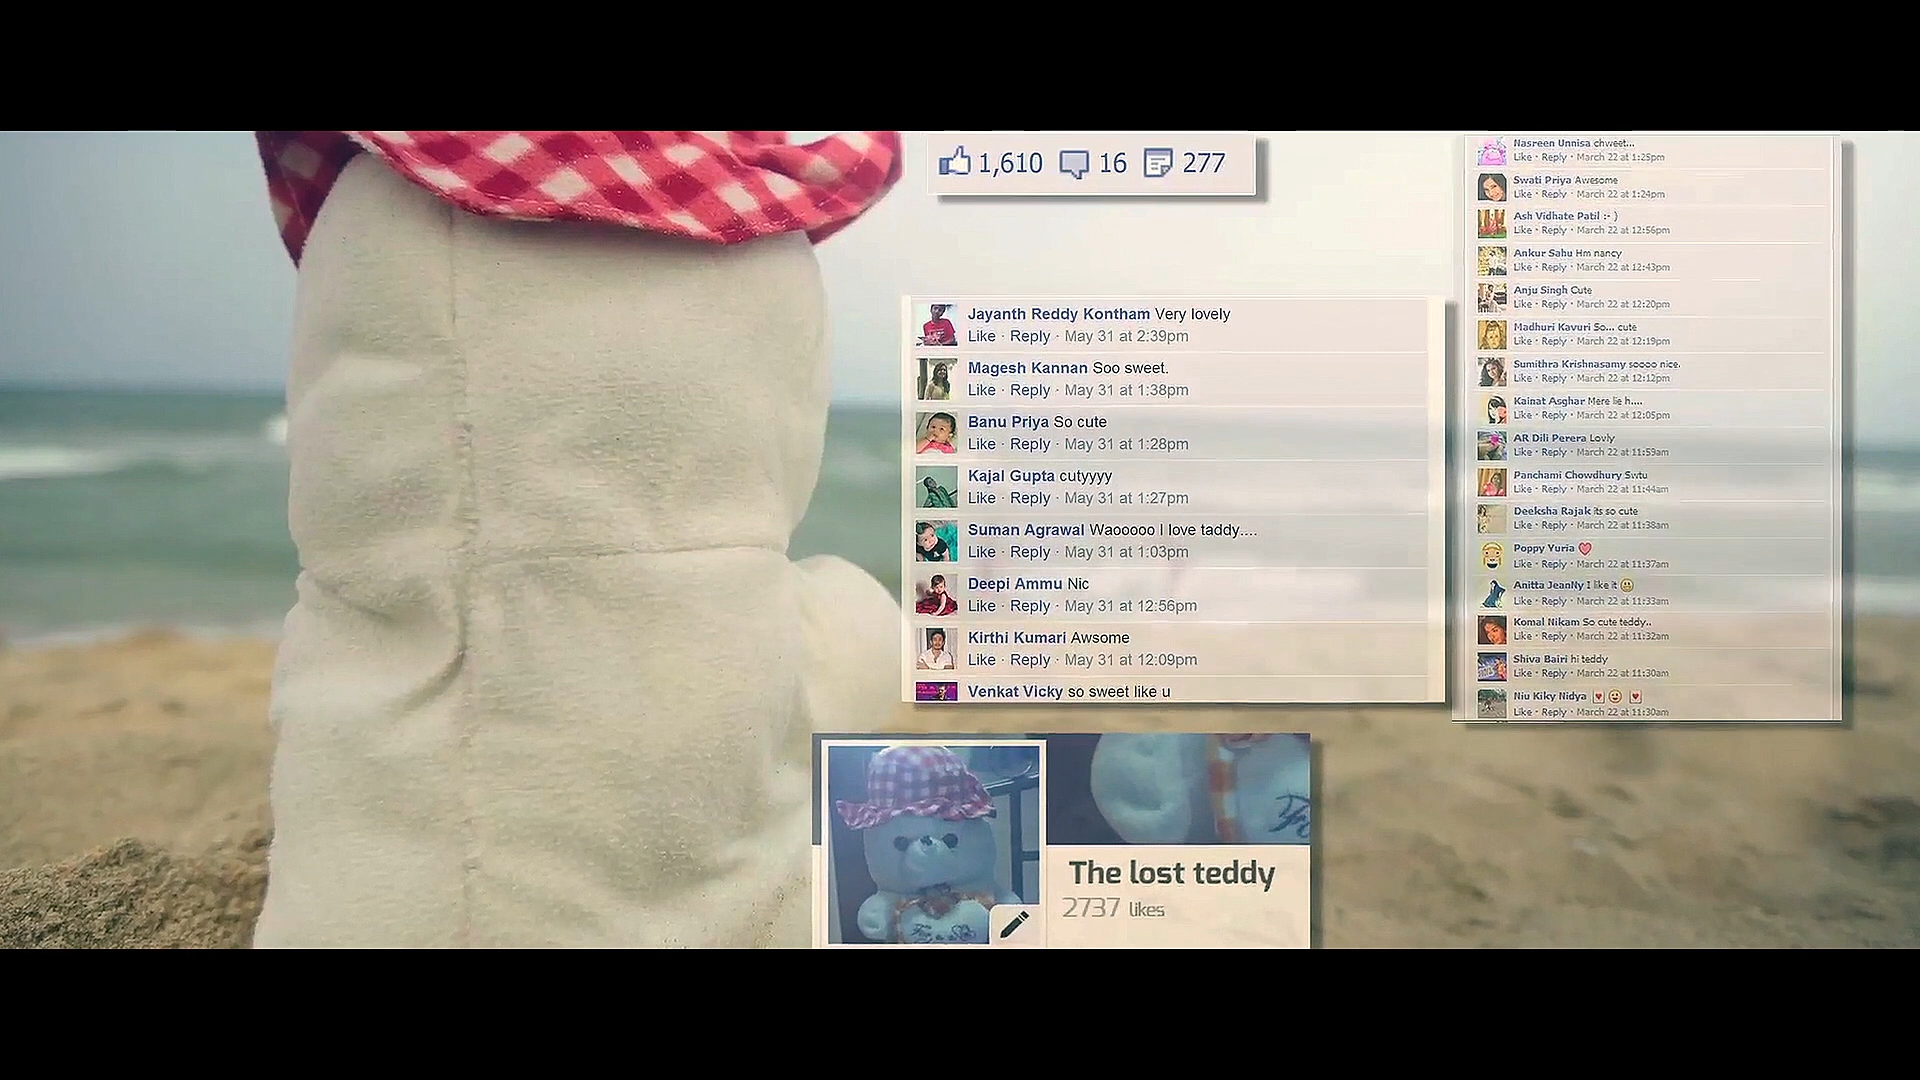 1,610 16 277
Jayanth Reddy Kontham Very lovely
Like · Reply · May 31 at 2:39pm
Magesh Kannan Soo sweet.
Like · Reply · May 31 at 1:38pm
Banu Priya So cute
Like · Reply · May 31 at 1:28pm
Kajal Gupta cutyyyy
Like · Reply · May 31 at 1:27pm
Suman Agrawal Waooooo I love taddy....
Like · Reply · May 31 at 1:03pm
Deepi Ammu Nic
Like · Reply · May 31 at 12:56pm
Kirthi Kumari Awsome
Like · Reply · May 31 at 12:09pm
Venkat Vicky so sweet like u
Nasreen Unnisa chweet...
Like · Reply · March 22 at 1:25pm
Swati Priya Awesome
Like · Reply · March 22 at 1:24pm
Ash Vidhate Patil :- )
Like · Reply · March 22 at 12:56pm
Ankur Sahu Hm nancy
Like · Reply · March 22 at 12:43pm
Anju Singh Cute
Like · Reply · March 22 at 12:20pm
Madhuri Kavuri So... cute
Like · Reply · March 22 at 12:19pm
Sumithra Krishnasamy soooo nice.
Like · Reply · March 22 at 12:12pm
Kainat Asghar Mere lie h....
Like · Reply · March 22 at 12:05pm
AR Dili Perera Lovly
Like · Reply · March 22 at 11:59am
Panchami Chowdhury Swtu
Like · Reply · March 22 at 11:44am
Deeksha Rajak its so cute
Like · Reply · March 22 at 11:38am
Poppy Yuria ❤
Like · Reply · March 22 at 11:37am
Anitta JeanNy I like it 😃
Like · Reply · March 22 at 11:33am
Komal Nikam So cute teddy..
Like · Reply · March 22 at 11:32am
Shiva Bairi hi teddy
Like · Reply · March 22 at 11:30am
Niu Kiky Nidya
Like · Reply · March 22 at 11:30am
The lost teddy
2737 likes